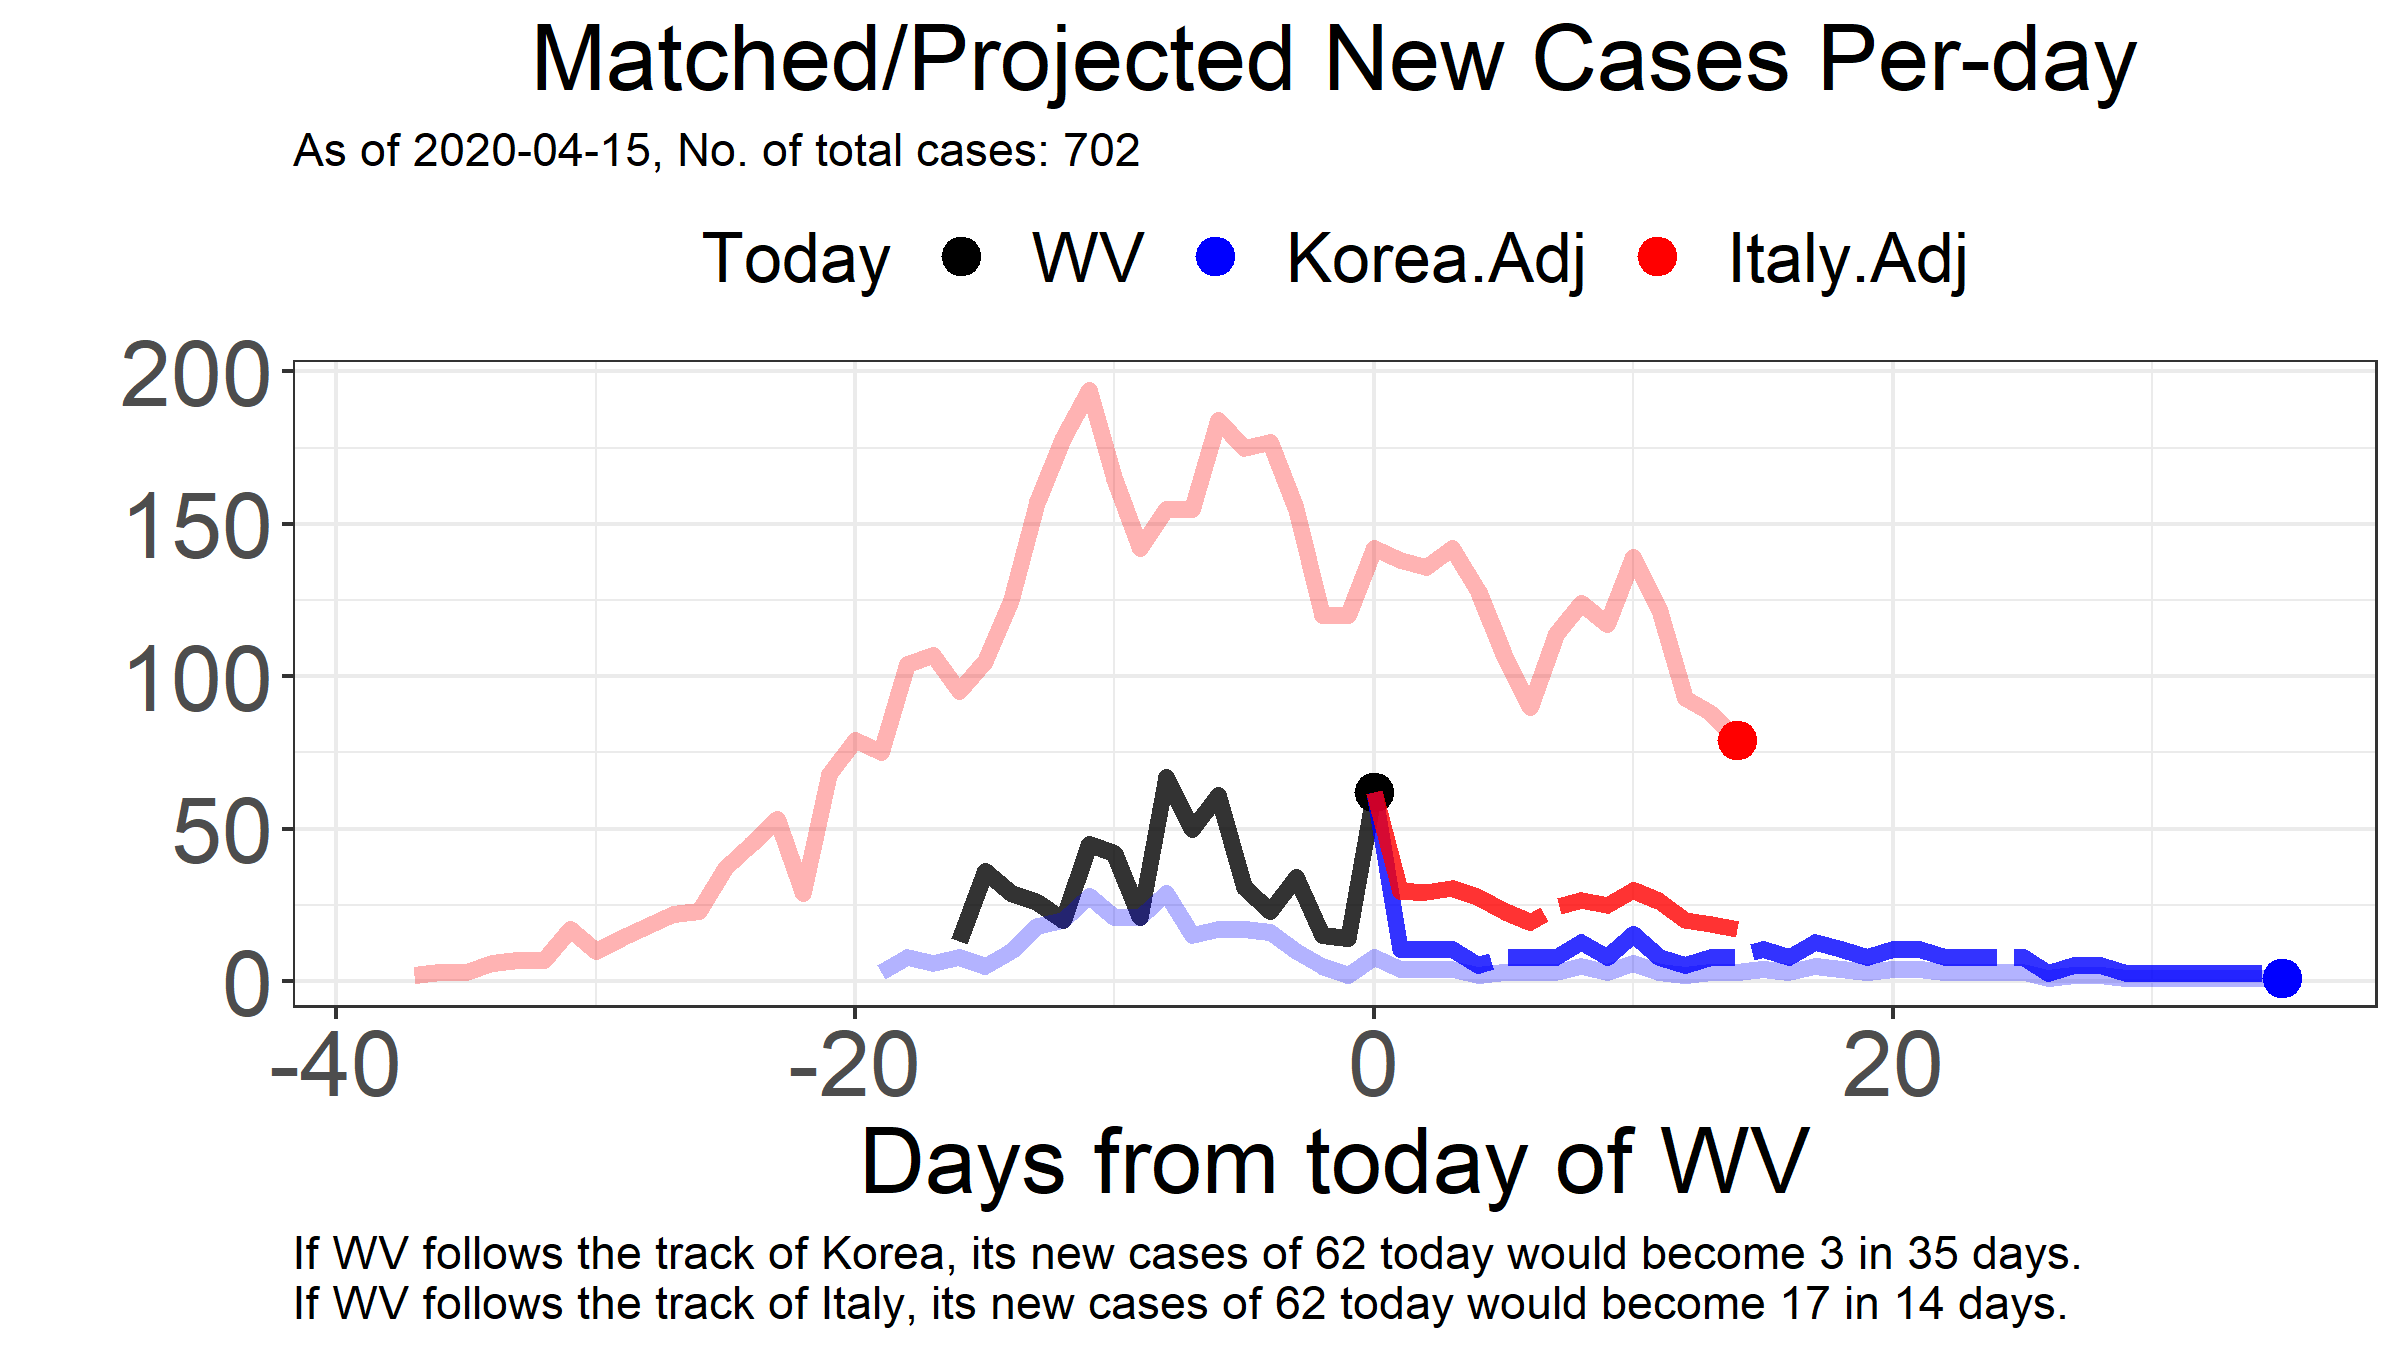 Matched/Projected New Cases Per-day
As of 2020-04-15, No. of total cases: 702
Today WV Korea.Adj Italy.Adj
200
150
100
50
0
-40 -20 0 20
Days from today of WV
If WV follows the track of Korea, its new cases of 62 today would become 3 in 35 days.
If WV follows the track of Italy, its new cases of 62 today would become 17 in 14 days.